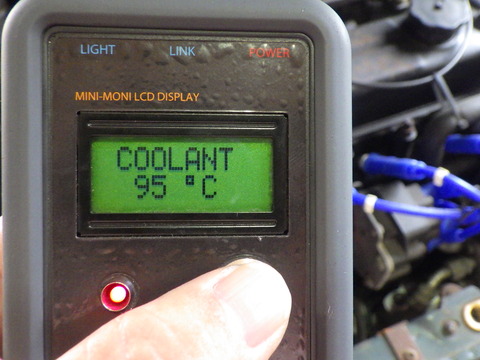 LIGHT LINK POWER
MINI-MONI LCD DISPLAY
COOLANT
95 °C